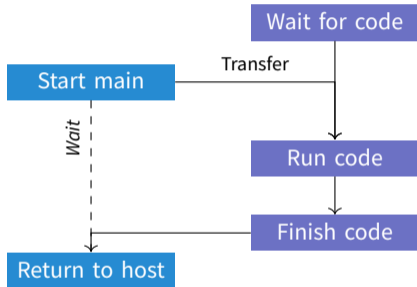 Wait for code
Transfer
Start main
Wait
Run code
Finish code
Return to host